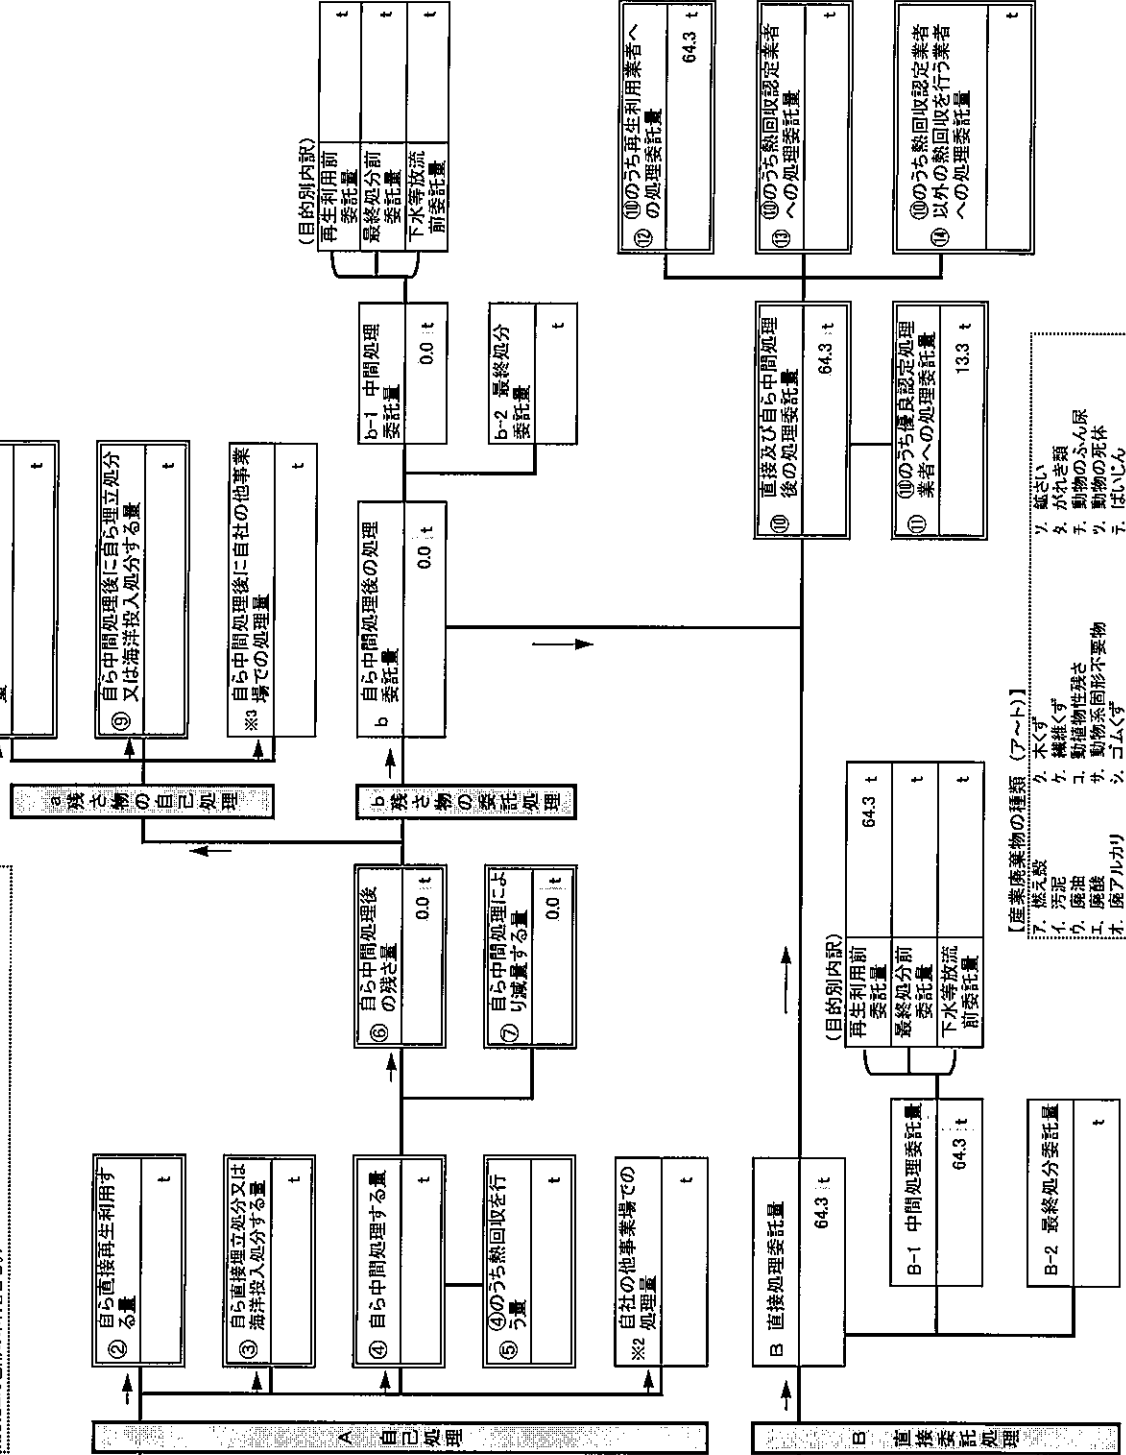 A 自己処理
② 自ら直接再生利用す
る量
t
③ 自ら直接埋立処分又は
海洋投入処分する量
t
④ 自ら中間処理する量
t
⑤ ④のうち熱回収を行
う量
t
※2 自社の他事業場での
処理量
t
⑥ 自ら中間処理後
の残さ量
0.0 t
⑦ 自ら中間処理によ
り減量する量
0.0 t
a 残さ物の自己処理
量
t
⑨ 自ら中間処理後に自ら埋立処分
又は海洋投入処分する量
t
※3 自ら中間処理後に自社の他事業
場での処理量
t
b 残さ物の委託処理
b 自ら中間処理後の処理
委託量
0.0 t
b-1 中間処理
委託量
0.0 t
b-2 最終処分
委託量
t
(目的別内訳)
再生利用前
委託量
t
最終処分前
委託量
t
下水等放流
前委託量
t
B 直接委託処理
B 直接処理委託量
64.3 t
B-1 中間処理委託量
64.3 t
B-2 最終処分委託量
t
(目的別内訳)
再生利用前
委託量
64.3 t
最終処分前
委託量
t
下水等放流
前委託量
t
⑩ 直接及び自ら中間処理
後の処理委託量
64.3 t
⑪ ⑩のうち優良認定処理
業者への処理委託量
13.3 t
⑫ ⑩のうち再生利用業者へ
の処理委託量
64.3 t
⑬ ⑩のうち熱回収認定業者
への処理委託量
t
⑭ ⑩のうち熱回収認定業者
以外の熱回収を行う業者
への処理委託量
t
【産業廃棄物の種類 (ア～ト)】
ア. 燃え殻 ク. 木くず ソ. 鉱さい
イ. 汚泥 ケ. 繊維くず タ. がれき類
ウ. 廃油 コ. 動植物性残さ チ. 動物のふん尿
エ. 廃酸 サ. 動物系固形不要物 ツ. 動物の死体
オ. 廃アルカリ シ. ゴムくず テ. ばいじん